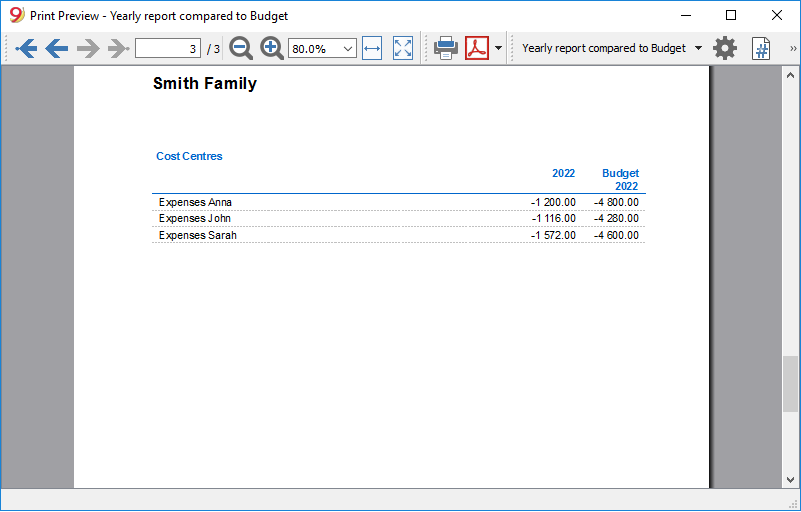 Print Preview - Yearly report compared to Budget
3 / 3 80.0% Yearly report compared to Budget # »
Smith Family
Cost Centres
2022 Budget
2022
Expenses Anna -1 200.00 -4 800.00
Expenses John -1 116.00 -4 280.00
Expenses Sarah -1 572.00 -4 600.00